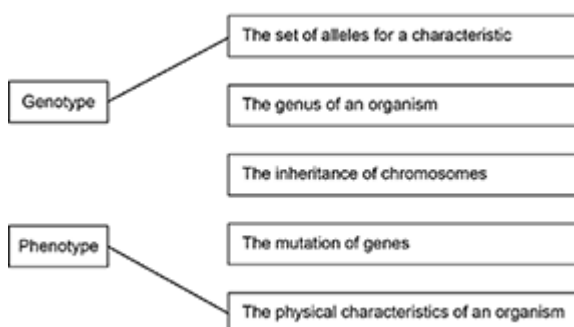 The set of alleles for a characteristic
Genotype
The genus of an organism
The inheritance of chromosomes
Phenotype
The mutation of genes
The physical characteristics of an organism